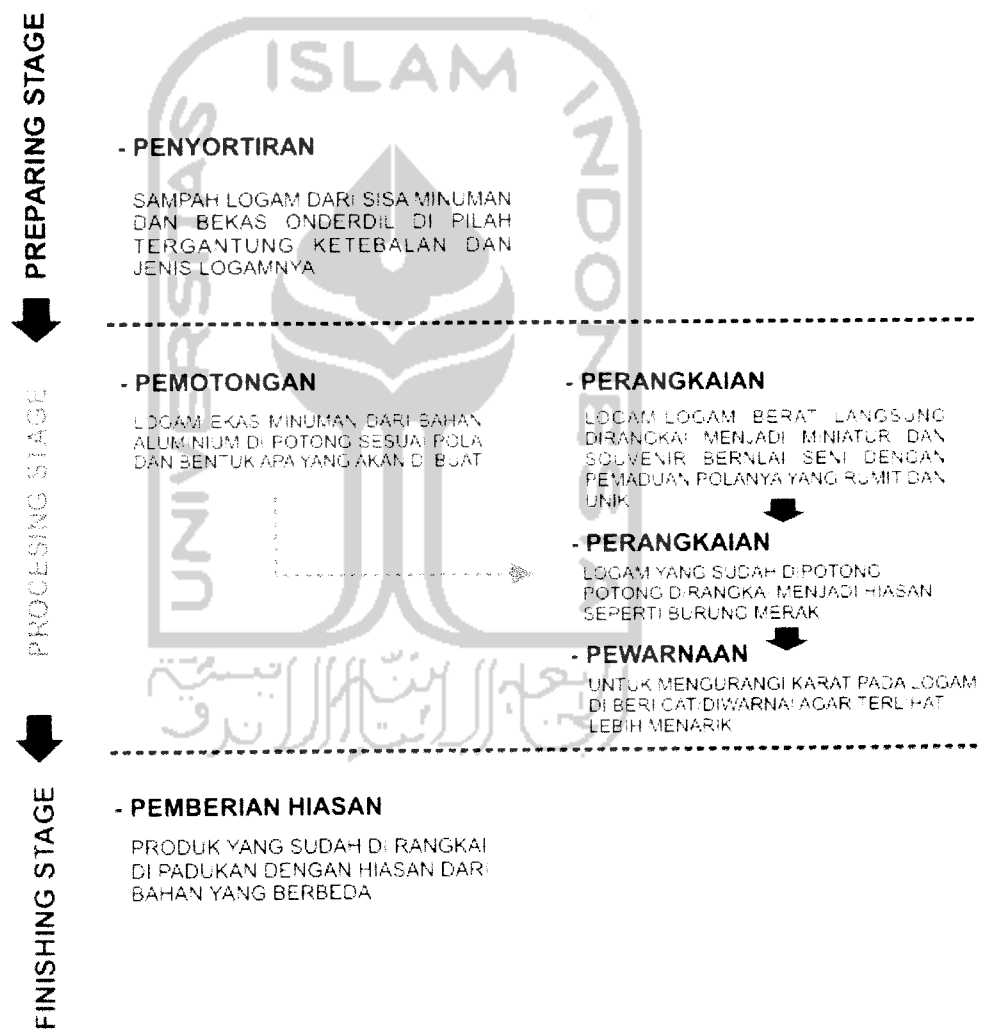 ISLAM
UNIVERSITAS
INDONESIA
PREPARING STAGE
- PENYORTIRAN
SAMPAH LOGAM DARI SISA MINUMAN
DAN BEKAS ONDERDIL DI PILAH
TERGANTUNG KETEBALAN DAN
JENIS LOGAMNYA
PROCESING STAGE
- PEMOTONGAN
LOGAM EKAS MINUMAN DARI BAHAN
ALUMINIUM DI POTONG SESUAI POLA
DAN BENTUK APA YANG AKAN DI BUAT
- PERANGKAIAN
LOGAM-LOGAM BERAT LANGSUNG
DIRANGKAI MENJADI MINIATUR DAN
SOUVENIR BERNLAI SENI DENGAN
PEMADUAN POLANYA YANG RUMIT DAN
UNIK
- PERANGKAIAN
LOGAM YANG SUDAH DIPOTONG
POTONG DIRANGKAI MENJADI HIASAN
SEPERTI BURUNG MERAK
- PEWARNAAN
UNTUK MENGURANGI KARAT PADA LOGAM
DI BERI CAT/DIWARNAI AGAR TERLIHAT
LEBIH MENARIK
FINISHING STAGE
- PEMBERIAN HIASAN
PRODUK YANG SUDAH DI RANGKAI
DI PADUKAN DENGAN HIASAN DARI
BAHAN YANG BERBEDA